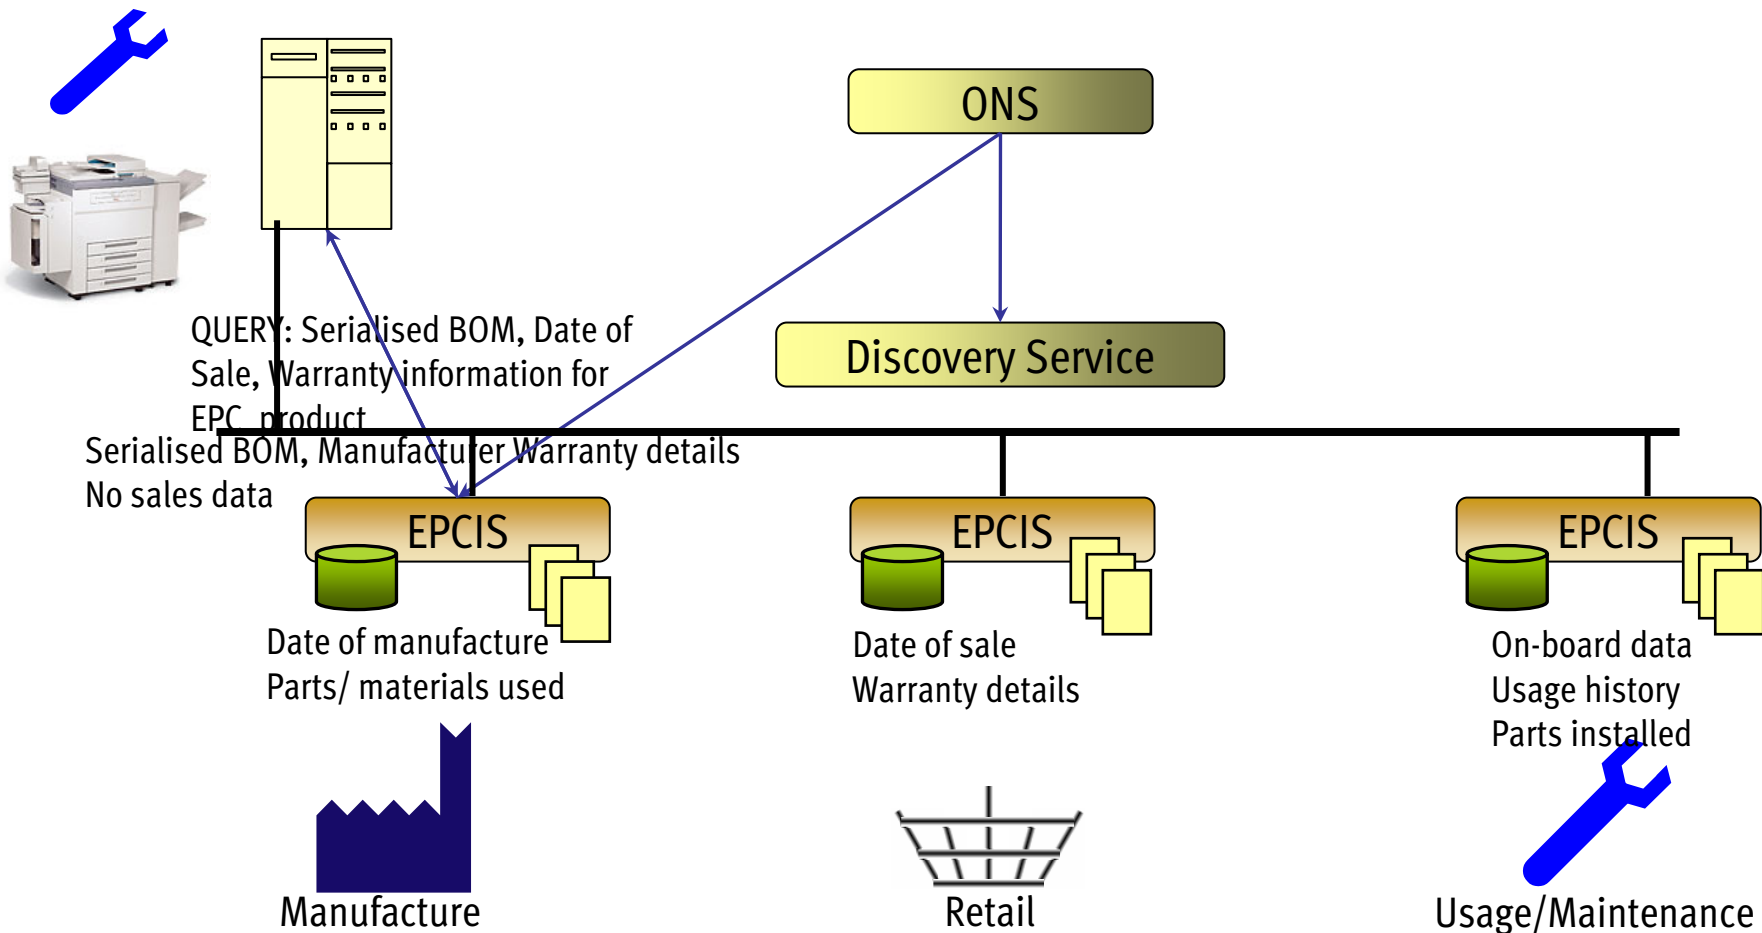 ONS
QUERY: Serialised BOM, Date of
Sale, Warranty information for
EPC product
Discovery Service
Serialised BOM, Manufacturer Warranty details
No sales data
EPCIS
EPCIS
EPCIS
Date of manufacture
Parts/ materials used
Date of sale
Warranty details
On-board data
Usage history
Parts installed
Manufacture
Retail
Usage/Maintenance